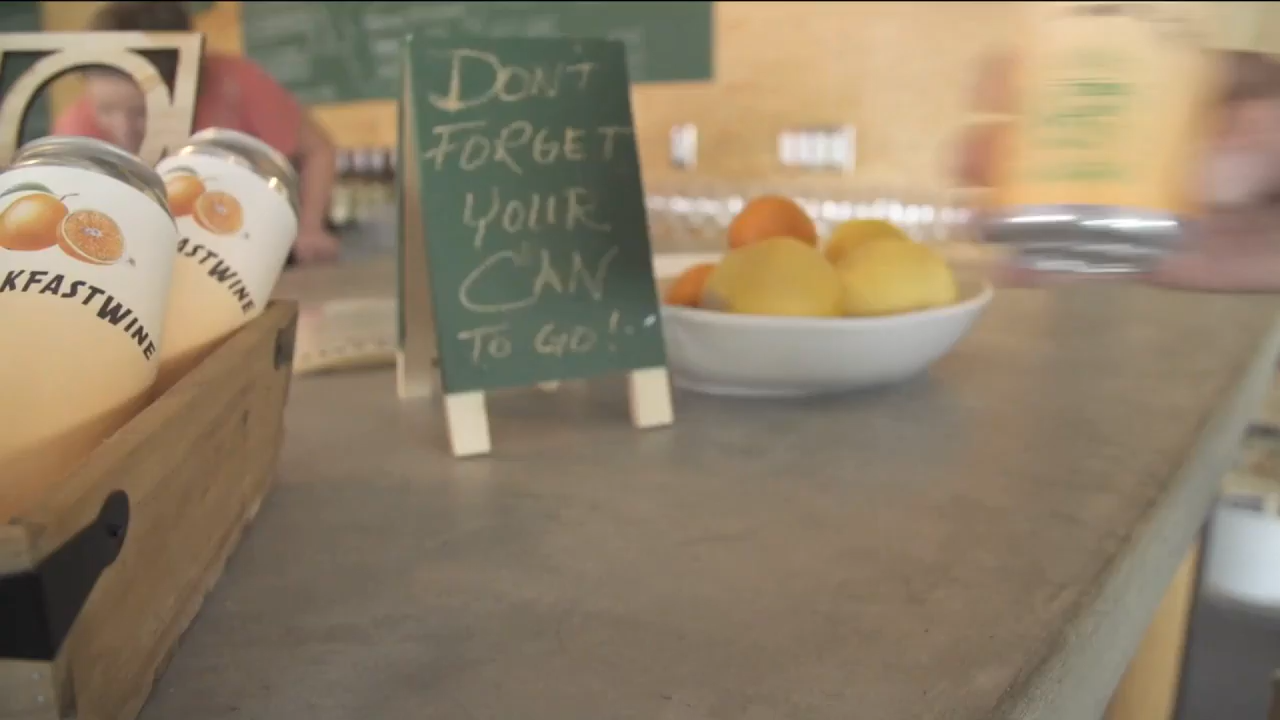 DON'T
FORGET
YOUR
CAN
TO GO!
KFASTWINE
ASTWINE